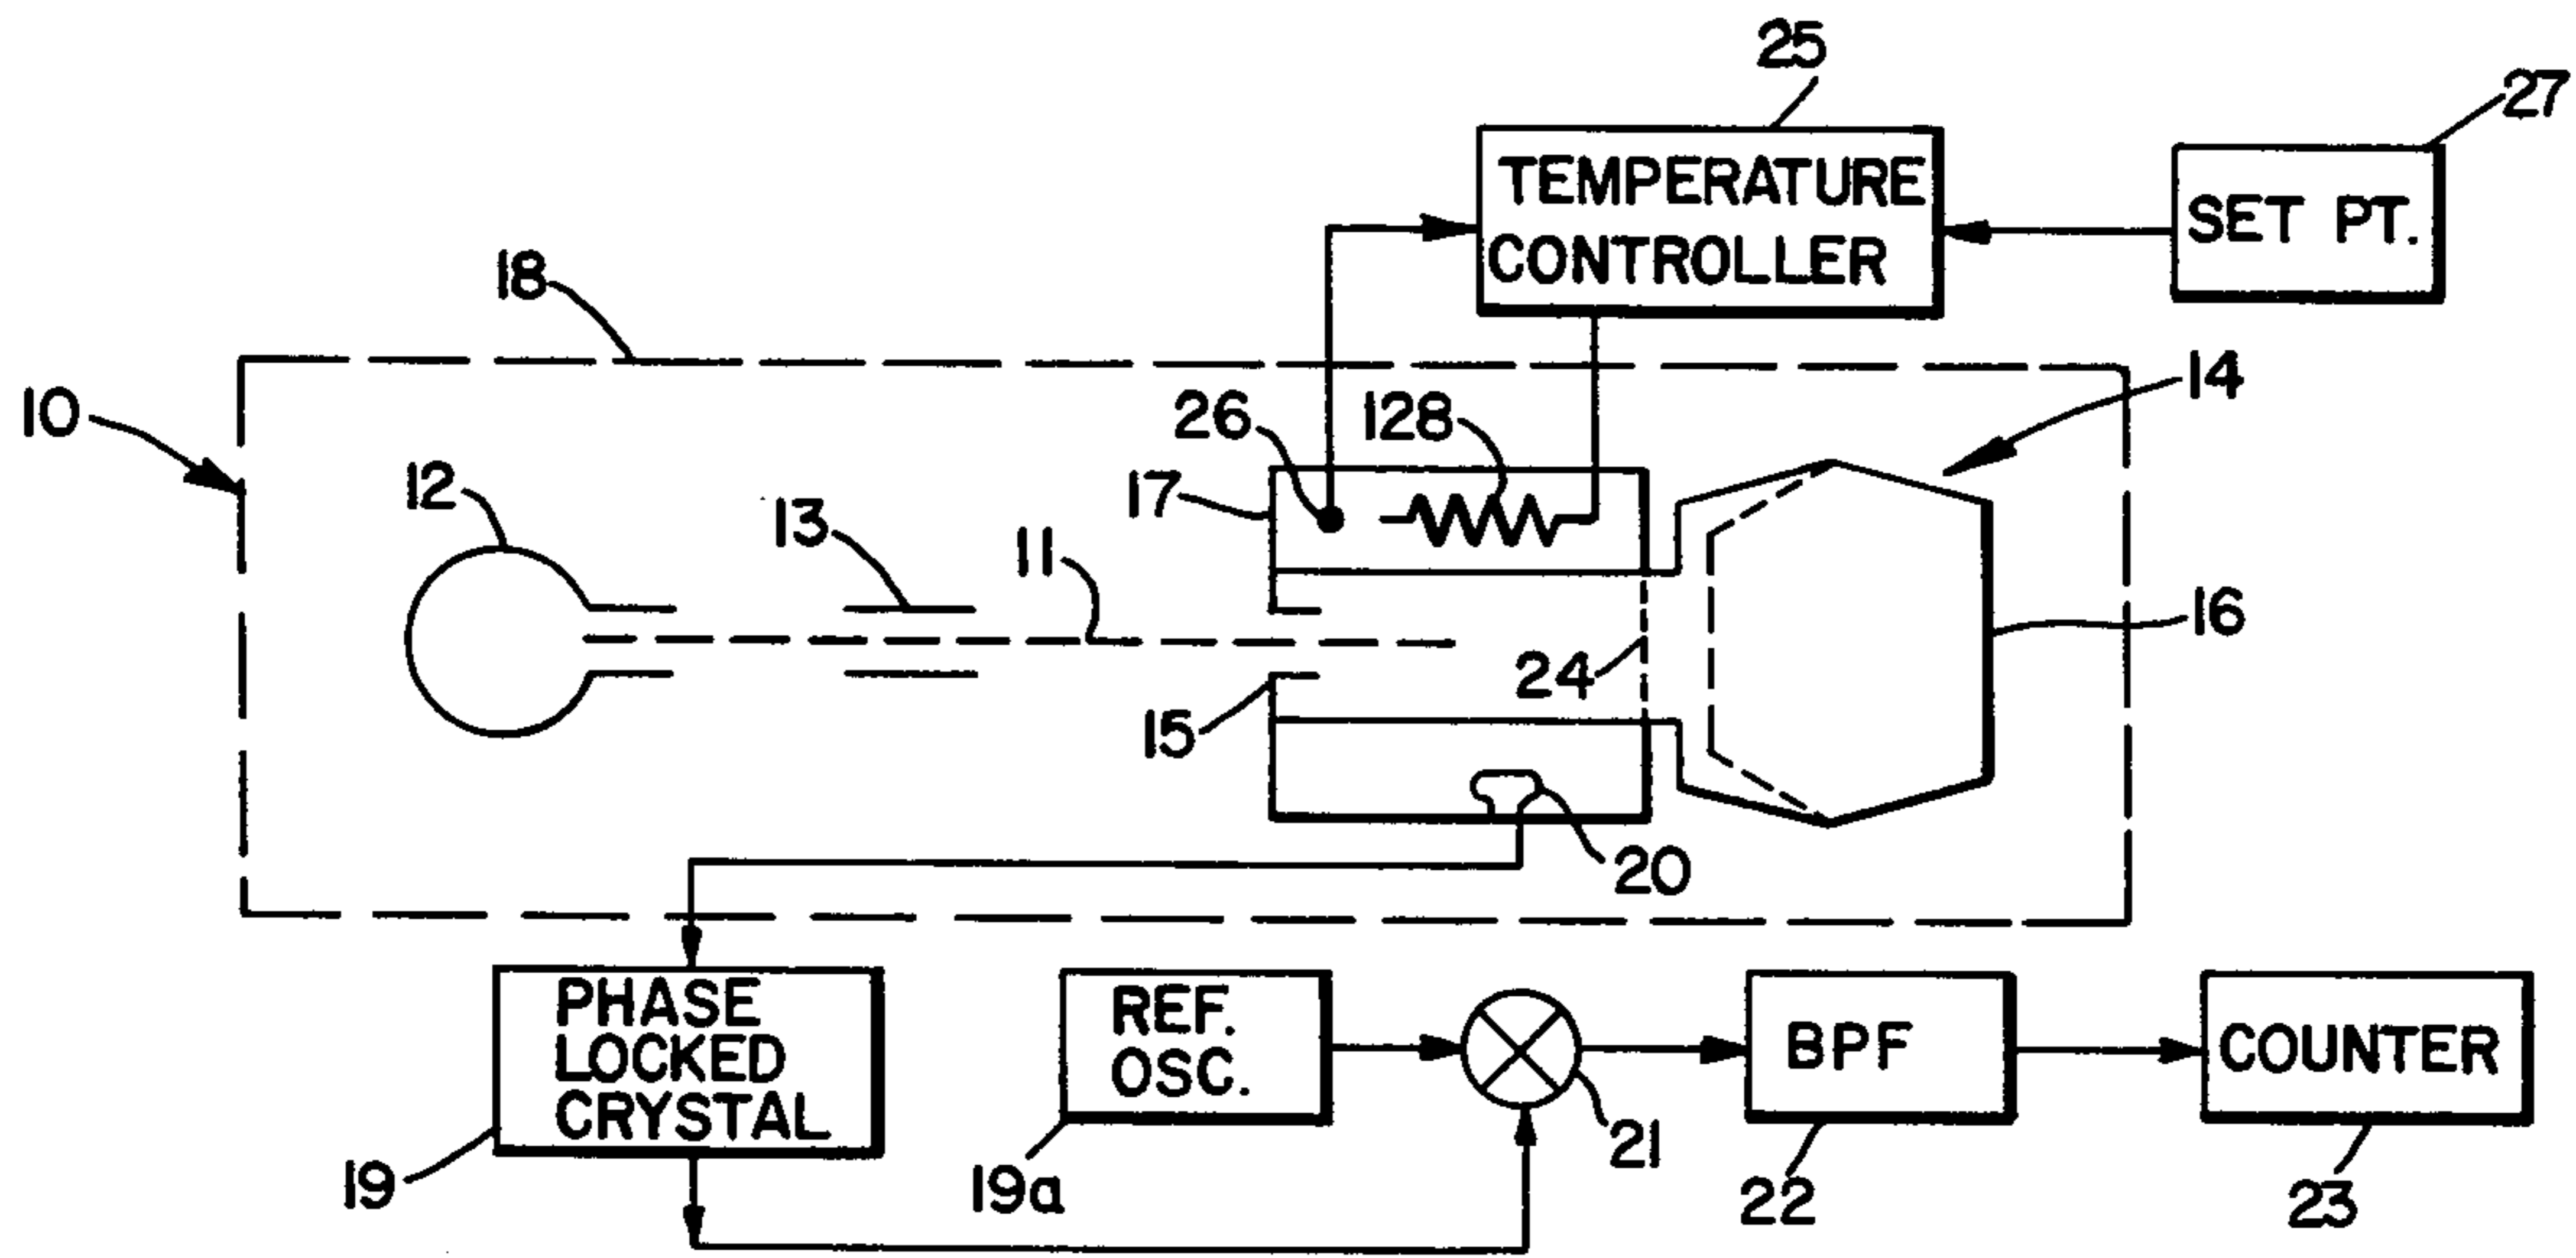 25
27
TEMPERATURE
CONTROLLER
SET PT.
18
14
10
26
128
12
17
13
11
16
24
15
20
PHASE
LOCKED
CRYSTAL
REF.
OSC.
BPF
COUNTER
19
19a
21
22
23